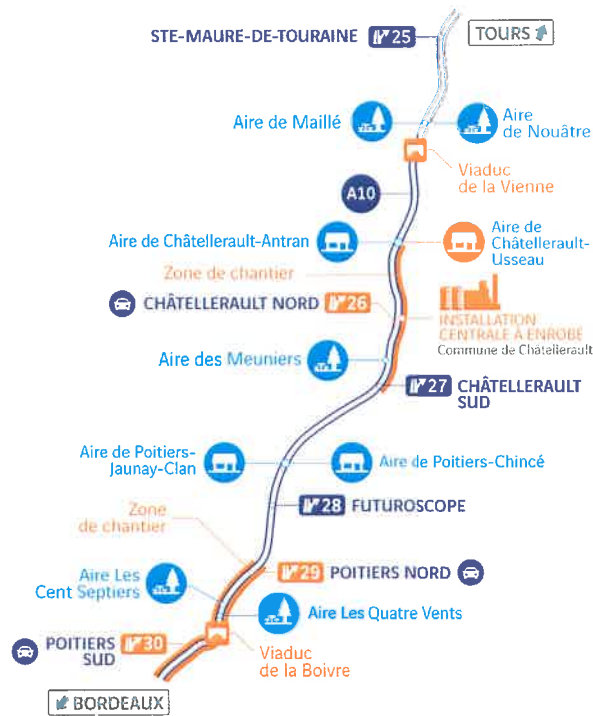 STE-MAURE-DE-TOURAINE 25
TOURS
Aire de Maillé
Aire
de Nouâtre
Viaduc
de la Vienne
A10
Aire de Châtellerault-Antran
Aire de
Châtellerault-
Usseau
Zone de chantier
CHÂTELLERAULT NORD 26
INSTALLATION
CENTRALE À ENROBÉ
Commune de Châtellerault
Aire des Meuniers
27 CHÂTELLERAULT
SUD
Aire de Poitiers-
Jaunay-Clan
Aire de Poitiers-Chincé
28 FUTUROSCOPE
Zone
de chantier
29 POITIERS NORD
Aire Les
Cent Septiers
Aire Les Quatre Vents
POITIERS 30
SUD
Viaduc
de la Boivre
BORDEAUX